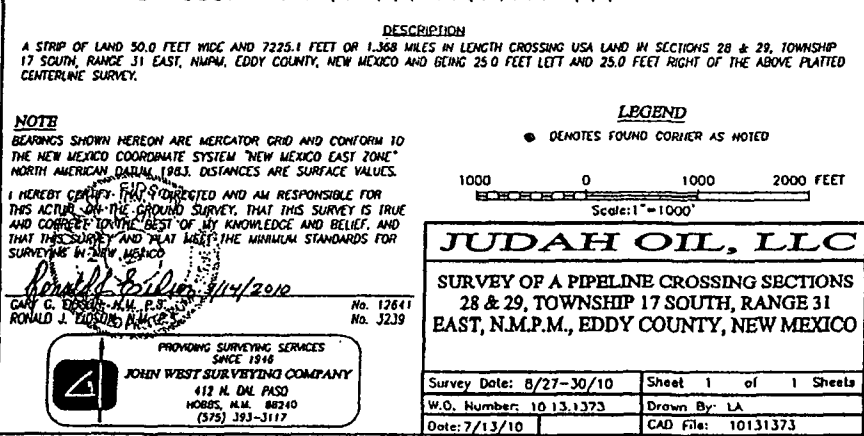 DESCRIPTION
A STRIP OF LAND 50.0 FEET WIDE AND 7225.1 FEET OR 1.368 MILES IN LENGTH CROSSING USA LAND IN SECTIONS 28 & 29, TOWNSHIP
17 SOUTH, RANGE 31 EAST, NMPM, EDDY COUNTY, NEW MEXICO AND BEING 25.0 FEET LEFT AND 25.0 FEET RIGHT OF THE ABOVE PLATTED
CENTERLINE SURVEY.
NOTE
BEARINGS SHOWN HEREON ARE MERCATOR GRID AND CONFORM TO
THE NEW MEXICO COORDINATE SYSTEM "NEW MEXICO EAST ZONE"
NORTH AMERICAN DATUM 1983. DISTANCES ARE SURFACE VALUES.
I HEREBY CERTIFY THAT I DIRECTED AND AM RESPONSIBLE FOR
THIS ACTUAL ON THE GROUND SURVEY, THAT THIS SURVEY IS TRUE
AND CORRECT TO THE BEST OF MY KNOWLEDGE AND BELIEF, AND
THAT THIS SURVEY AND PLAT MEET THE MINIMUM STANDARDS FOR
SURVEYING IN NEW MEXICO
Ronald J. Eidson 9/14/2010
GARY G. EIDSON, N.M. P.S. No. 12641
RONALD J. EIDSON, N.M. P.S. No. 3239
PROVIDING SURVEYING SERVICES
SINCE 1946
JOHN WEST SURVEYING COMPANY
412 N. DAL PASO
HOBBS, N.M. 88240
(575) 393-3117
LEGEND
DENOTES FOUND CORNER AS NOTED
1000 0 1000 2000 FEET
Scale:1"=1000'
JUDAH OIL, LLC
SURVEY OF A PIPELINE CROSSING SECTIONS
28 & 29, TOWNSHIP 17 SOUTH, RANGE 31
EAST, N.M.P.M., EDDY COUNTY, NEW MEXICO
Survey Date: 8/27-30/10 Sheet 1 of 1 Sheets
W.O. Number: 10.13.1373 Drawn By: LA
Date: 7/13/10 CAD File: 10131373